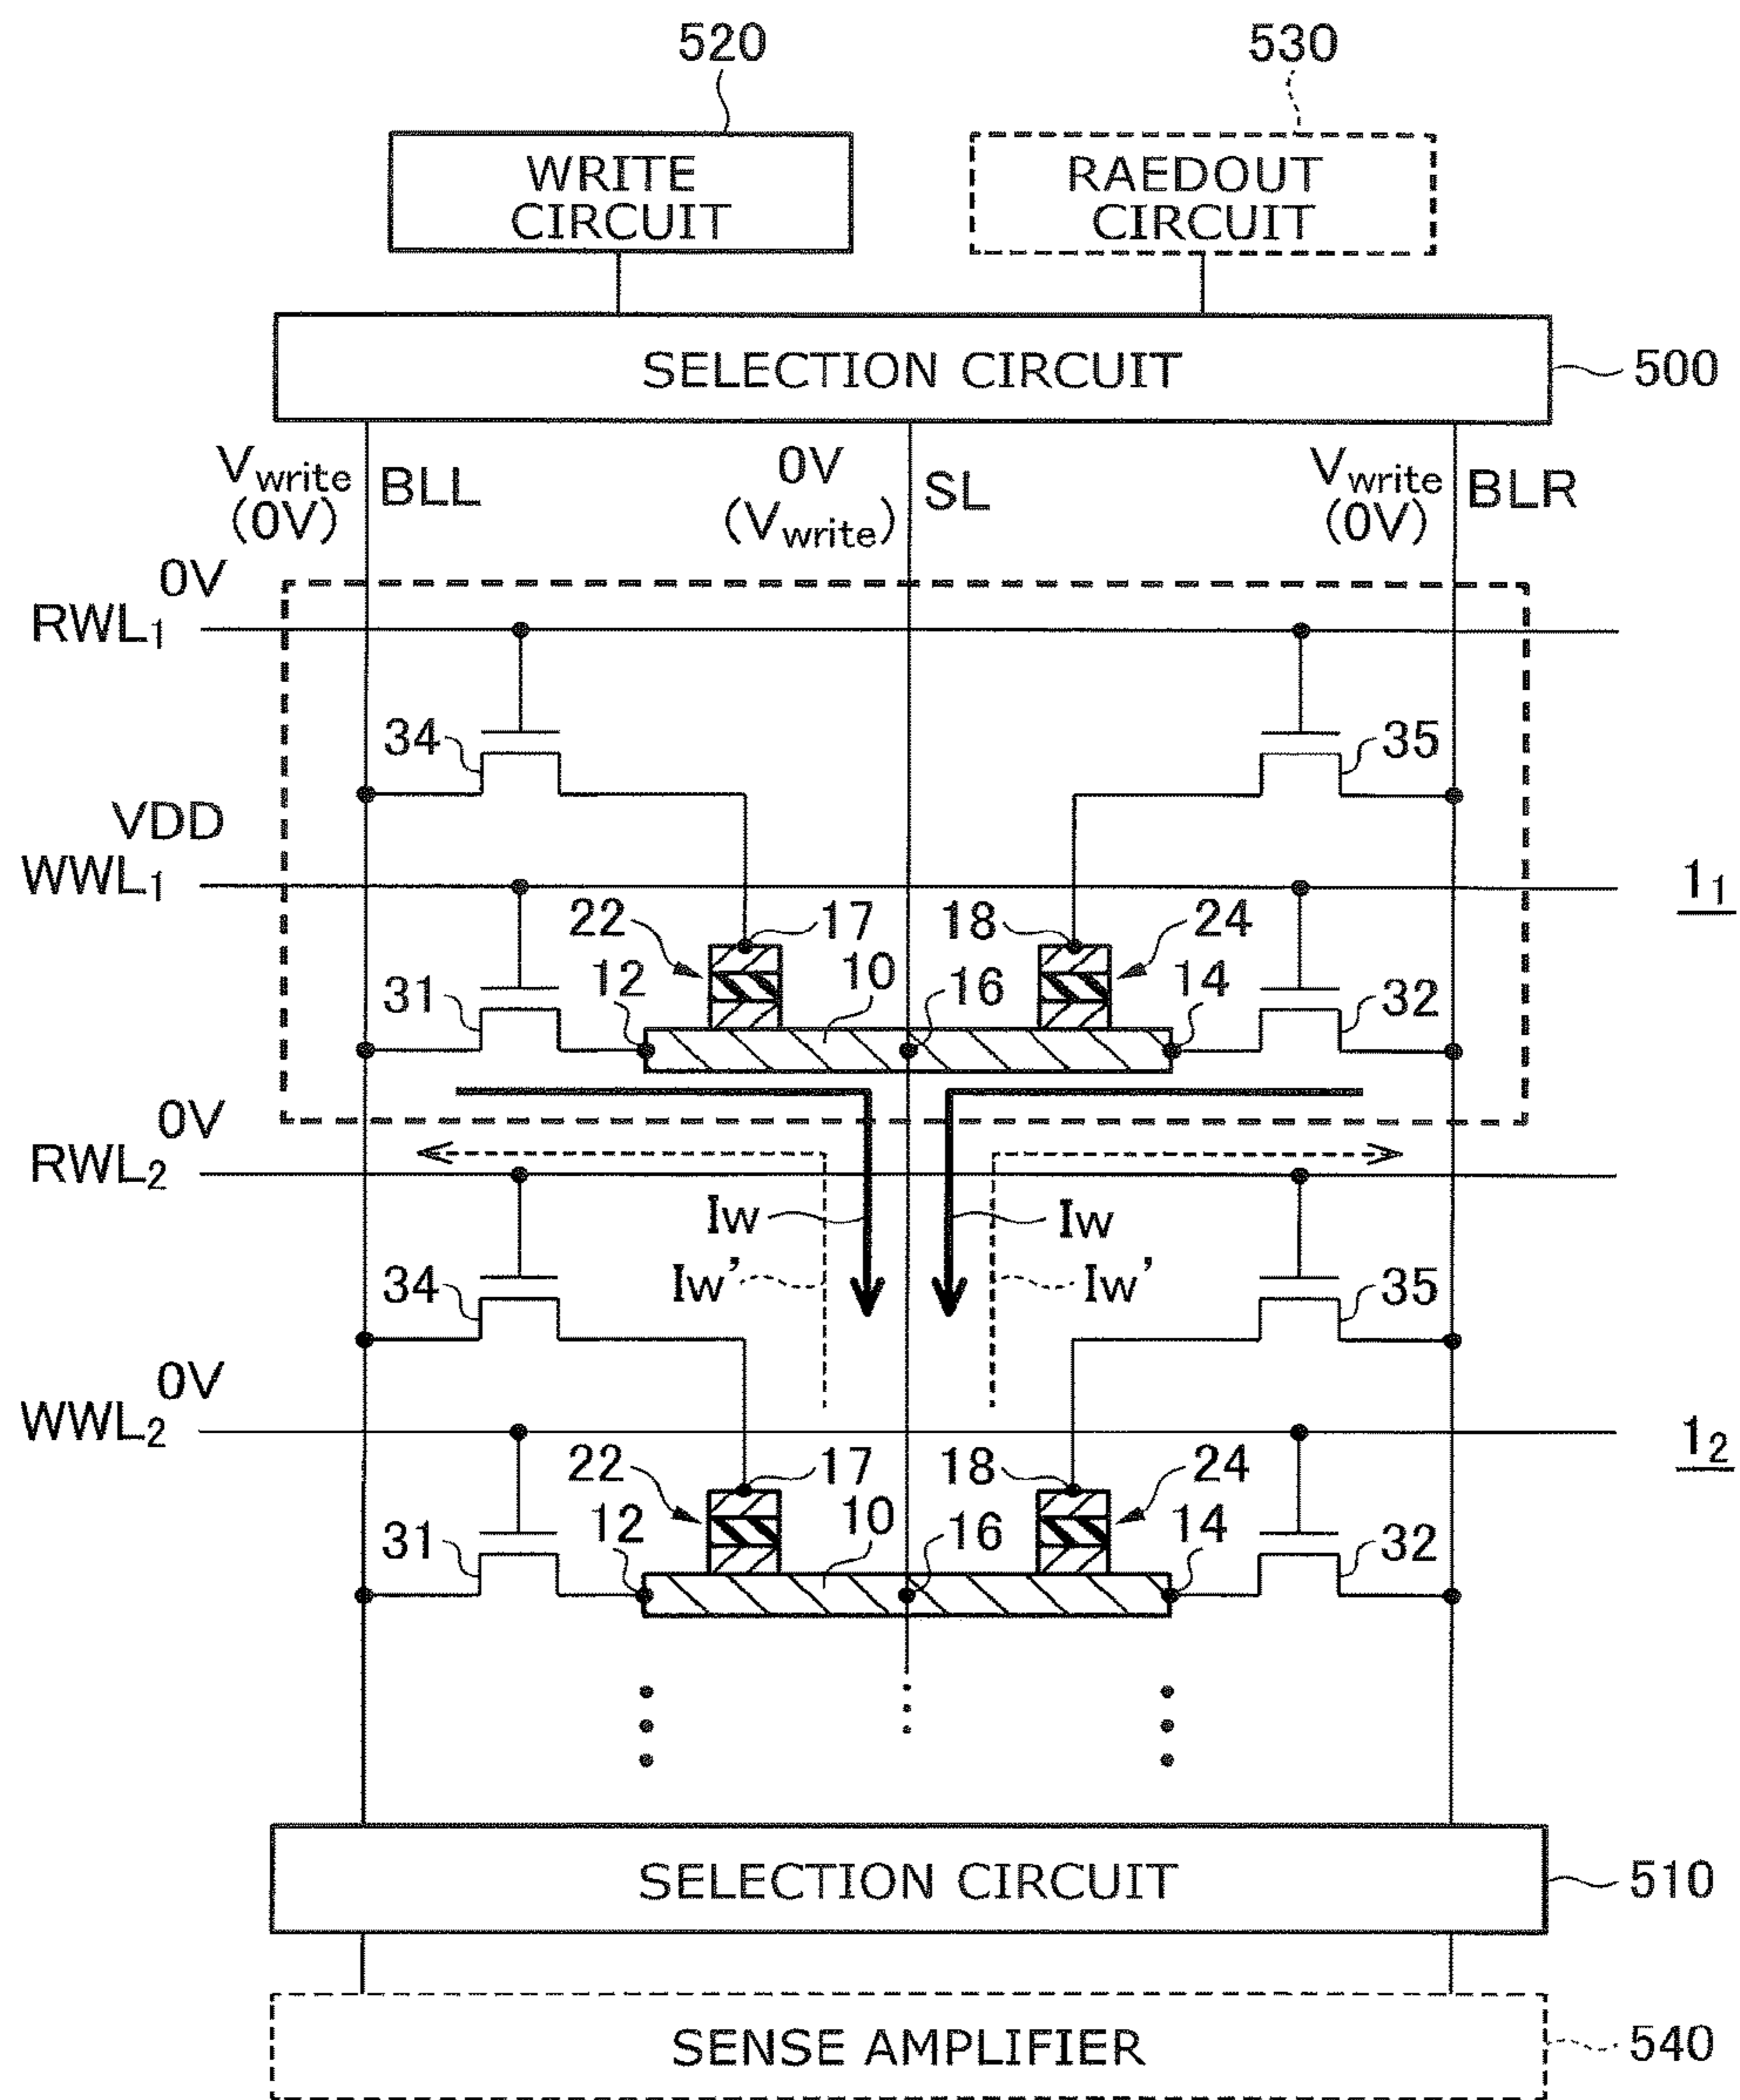 520
530
WRITE
CIRCUIT
RAEDOUT
CIRCUIT
SELECTION CIRCUIT
500
Vwrite
(0V)
BLL
0V
(Vwrite)
SL
Vwrite
(0V)
BLR
0V
RWL1
34
35
VDD
WWL1
11
22
17
18
24
31
12
10
16
14
32
0V
RWL2
Iw
Iw
Iw'
Iw'
34
35
0V
WWL2
12
22
17
18
24
31
12
10
16
14
32
SELECTION CIRCUIT
510
SENSE AMPLIFIER
540